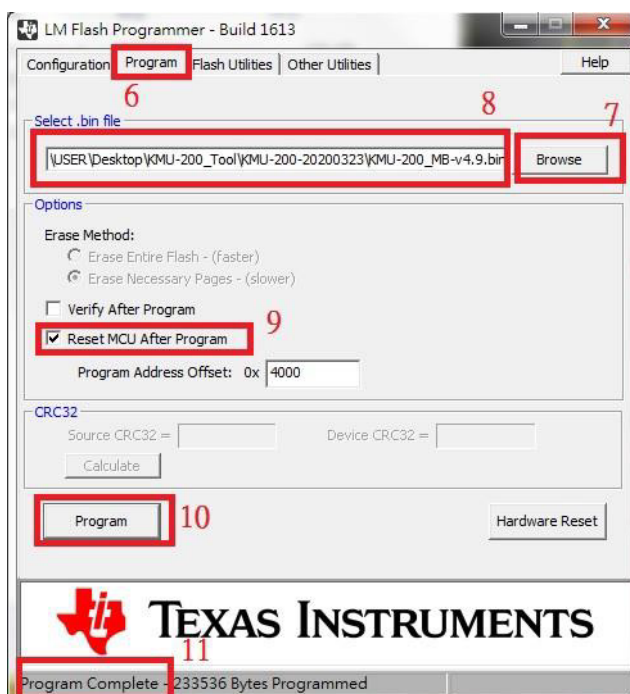 LM Flash Programmer - Build 1613
Configuration Program Flash Utilities Other Utilities Help
6
8
7
Select .bin file
\USER\Desktop\KMU-200_Tool\KMU-200-20200323\KMU-200_MB-v4.9.bin Browse
Options
Erase Method:
Erase Entire Flash - (faster)
Erase Necessary Pages - (slower)
Verify After Program
9
Reset MCU After Program
Program Address Offset: 0x 4000
CRC32
Source CRC32 = Device CRC32 =
Calculate
Program 10 Hardware Reset
TEXAS INSTRUMENTS
11
Program Complete - 233536 Bytes Programmed